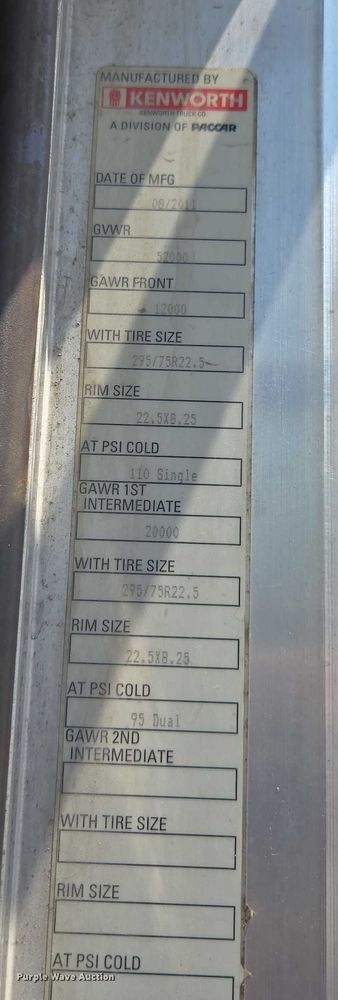 MANUFACTURED BY
KENWORTH
KENWORTH TRUCK CO.
A DIVISION OF PACCAR
DATE OF MFG
08/2011
GVWR
52000
GAWR FRONT
12000
WITH TIRE SIZE
295/75R22.5
RIM SIZE
22.5X8.25
AT PSI COLD
110 Single
GAWR 1ST
INTERMEDIATE
20000
WITH TIRE SIZE
295/75R22.5
RIM SIZE
22.5X8.25
AT PSI COLD
95 Dual
GAWR 2ND
INTERMEDIATE
WITH TIRE SIZE
RIM SIZE
AT PSI COLD
Purple Wave Auction